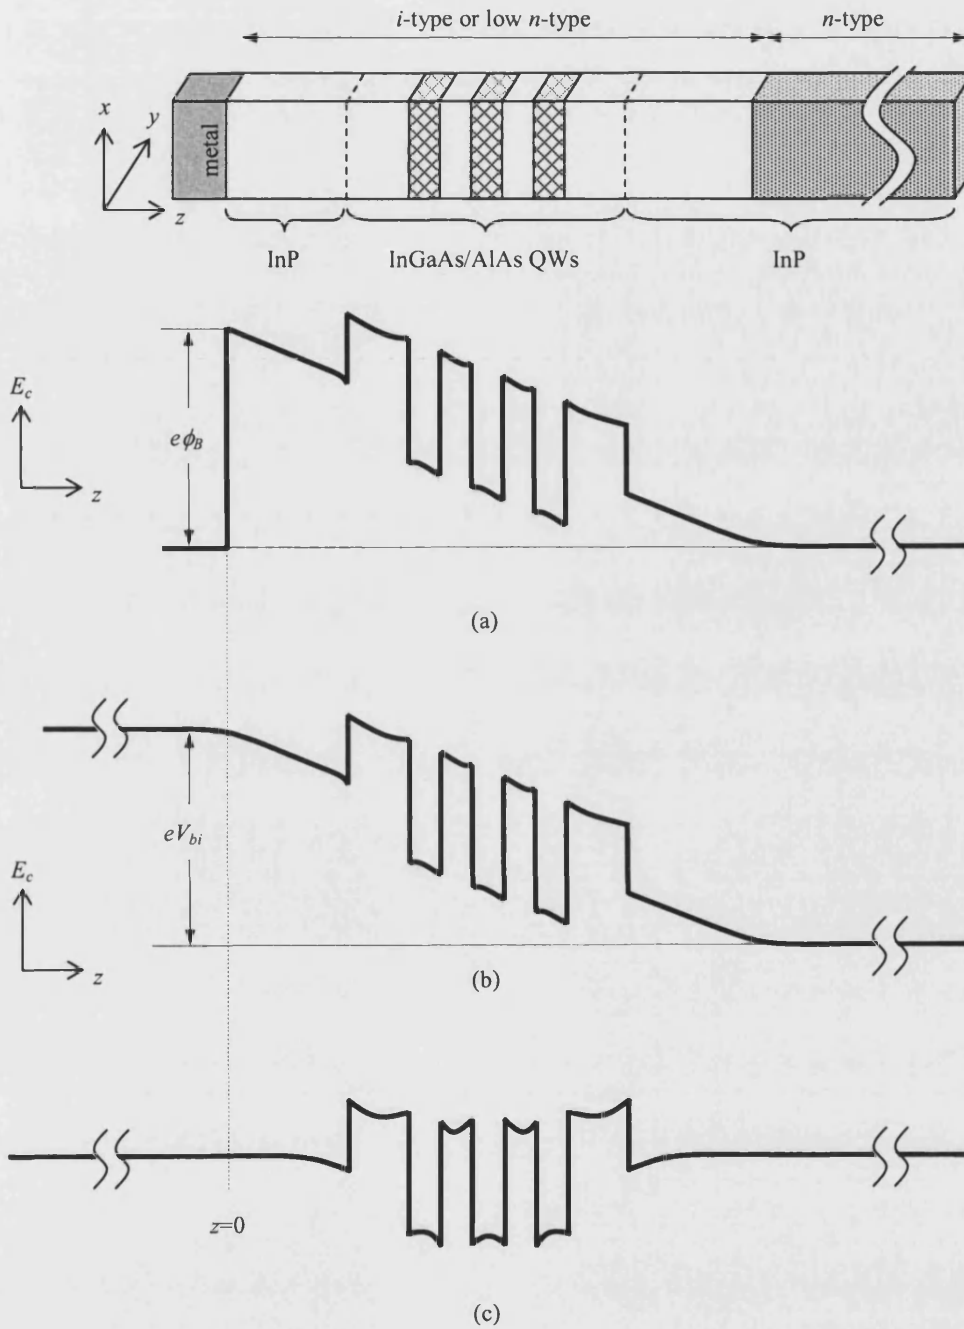 i-type or low n-type
n-type
x
y
metal
z
InP
InGaAs/AlAs QWs
InP
E_c
eϕ_B
z
(a)
eV_bi
E_c
z
(b)
z=0
(c)